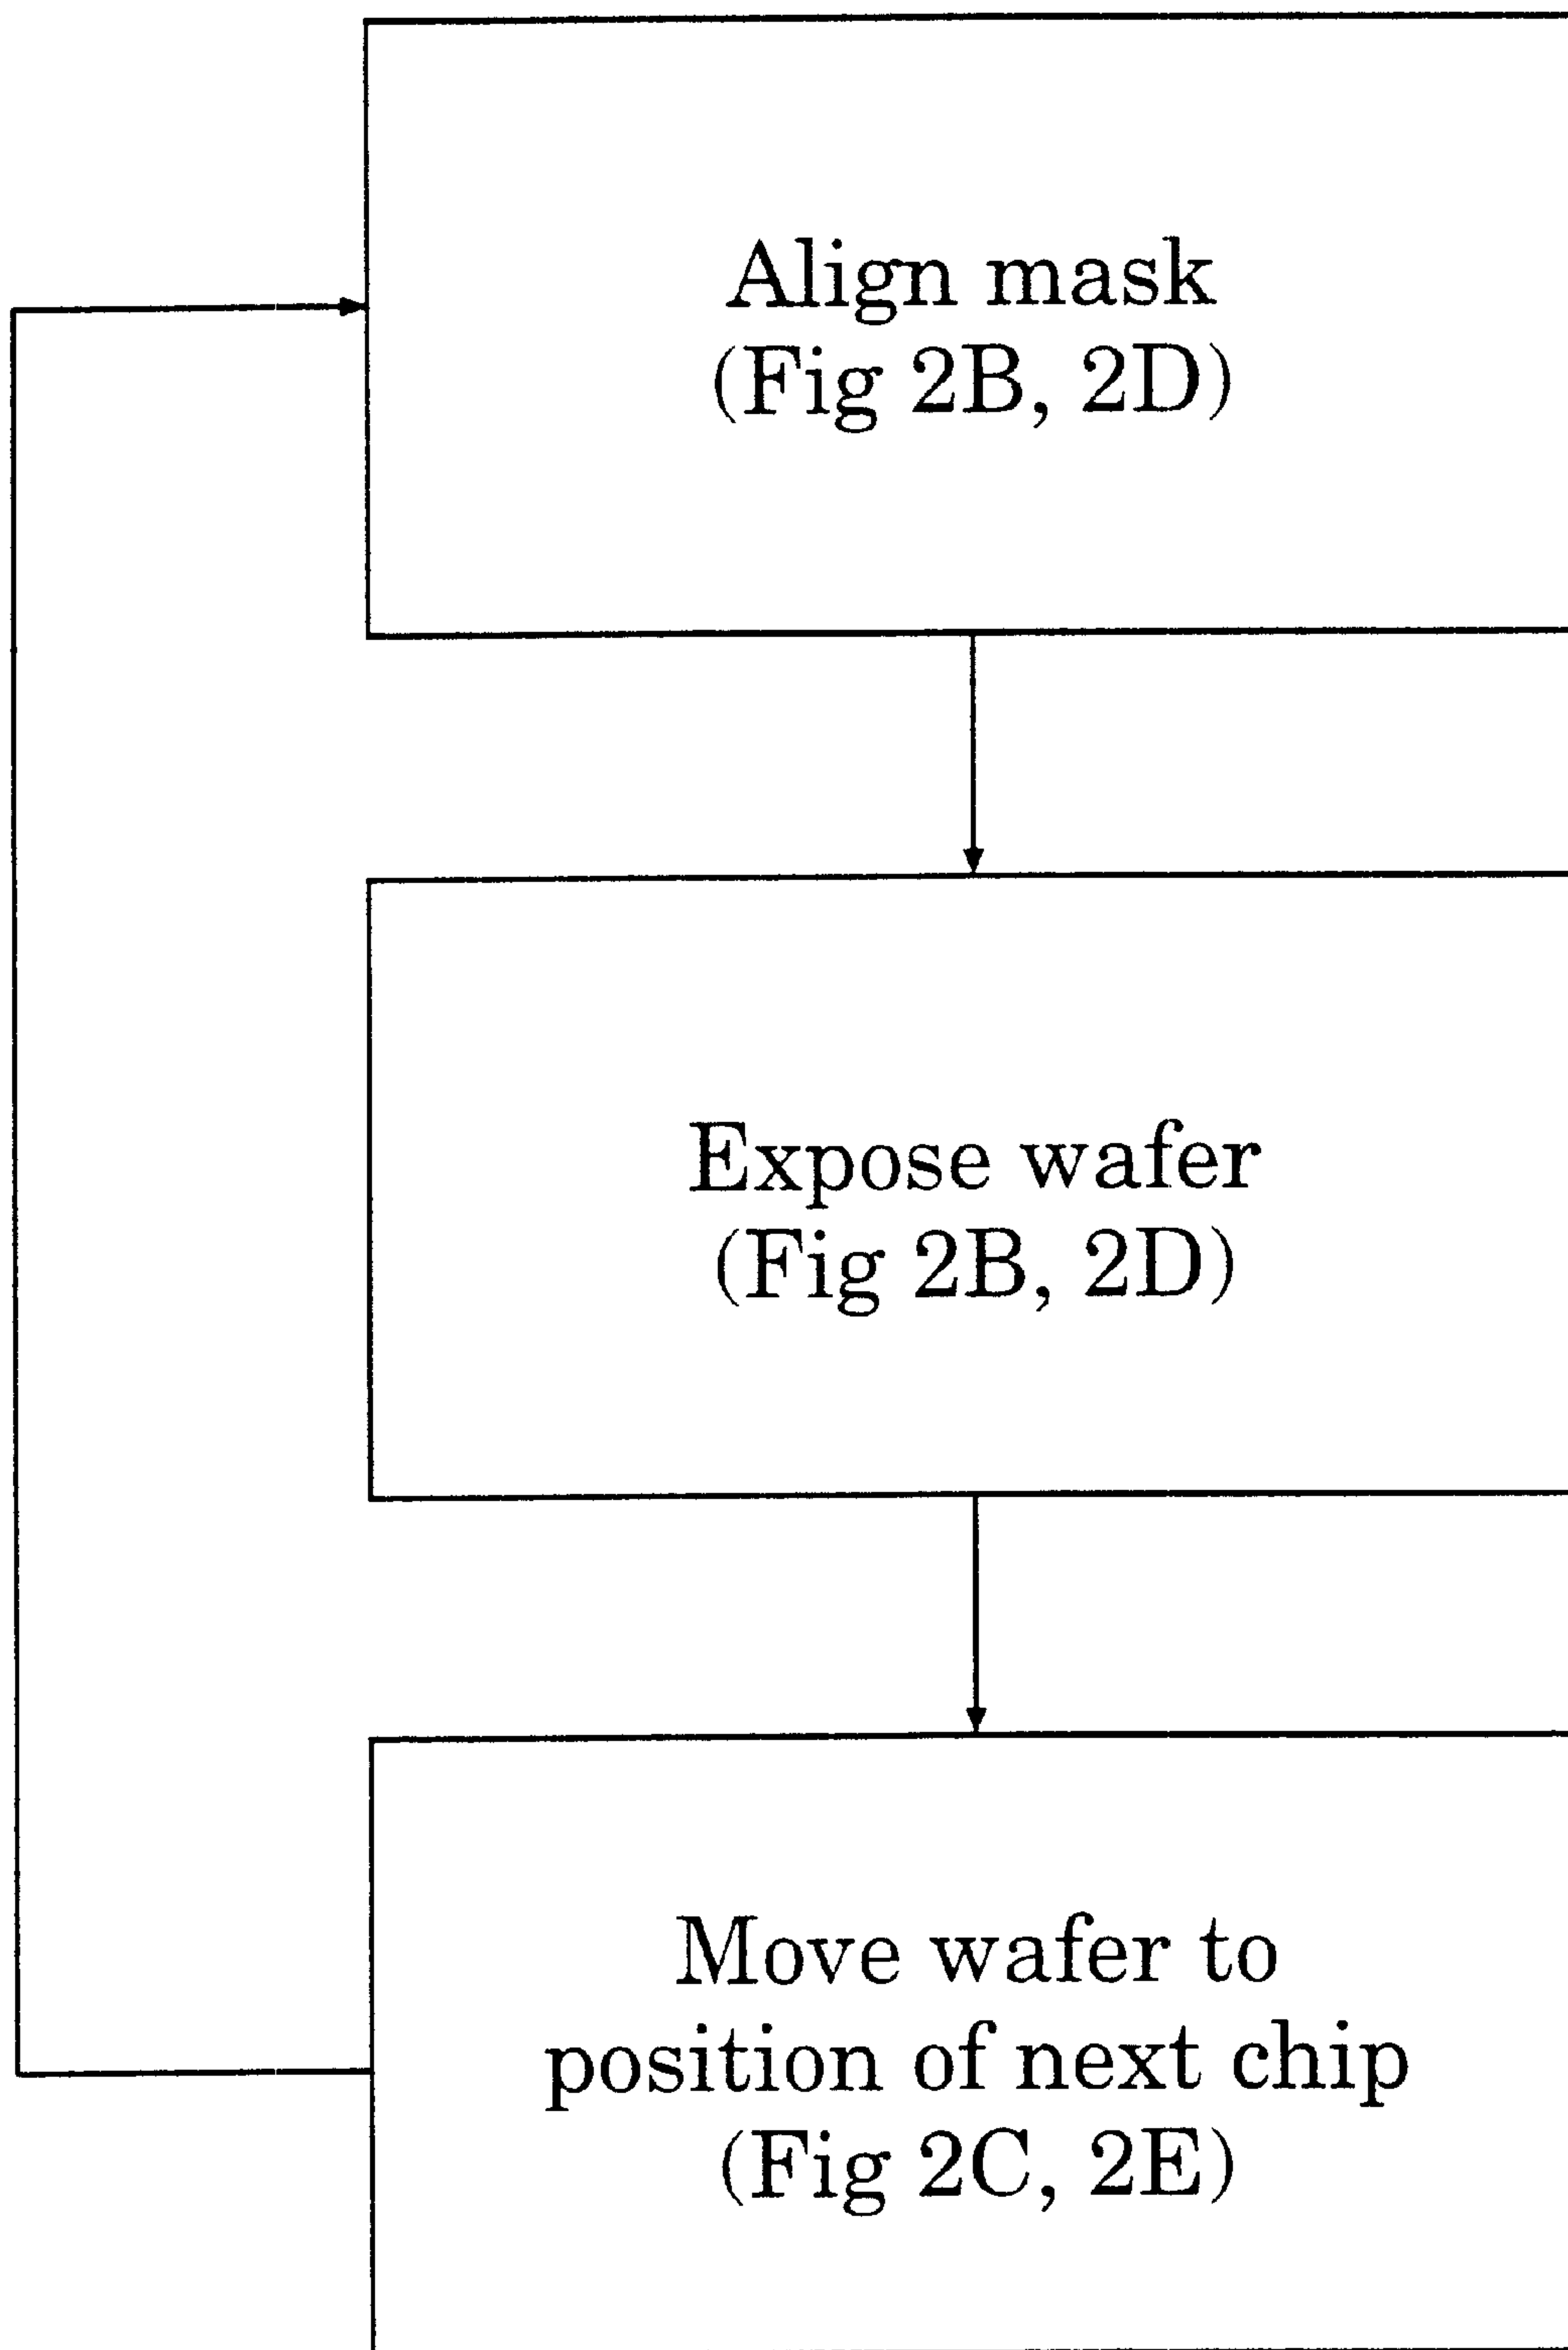 Align mask
(Fig 2B, 2D)
Expose wafer
(Fig 2B, 2D)
Move wafer to
position of next chip
(Fig 2C, 2E)